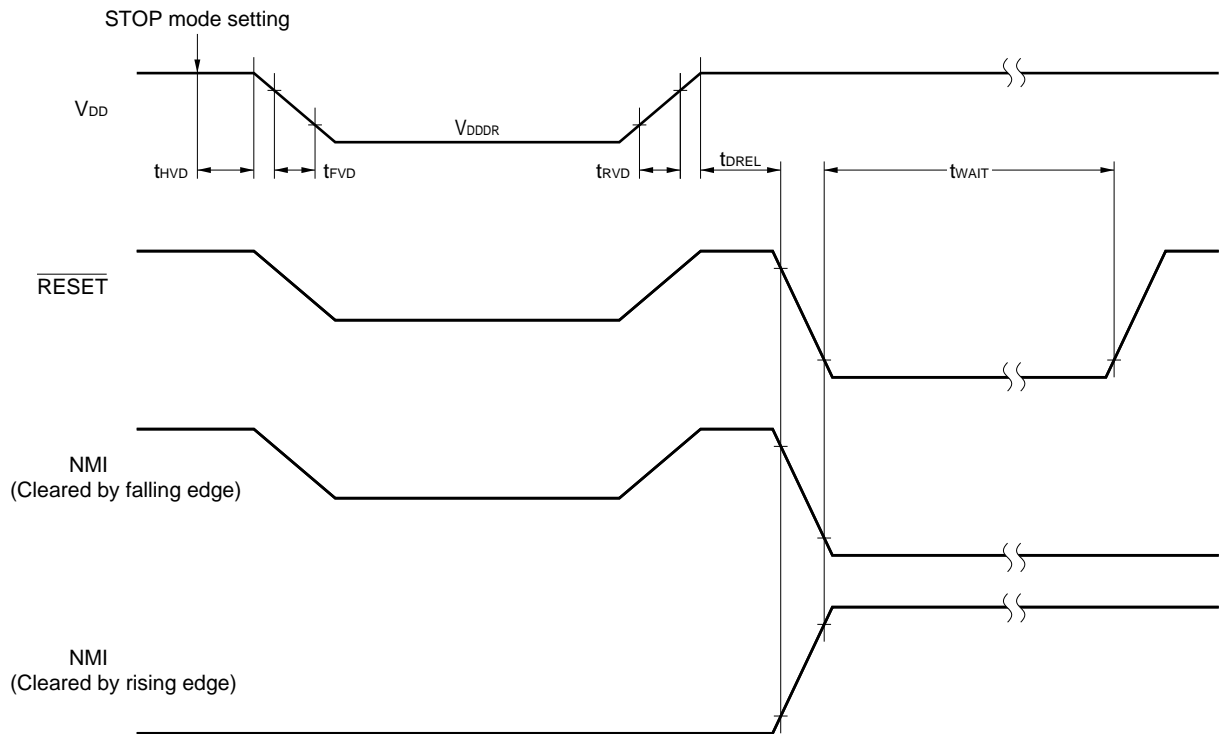 STOP mode setting
VDD
VDDDR
tHVD
tFVD
tRVD
tDREL
tWAIT
RESET
NMI
(Cleared by falling edge)
NMI
(Cleared by rising edge)